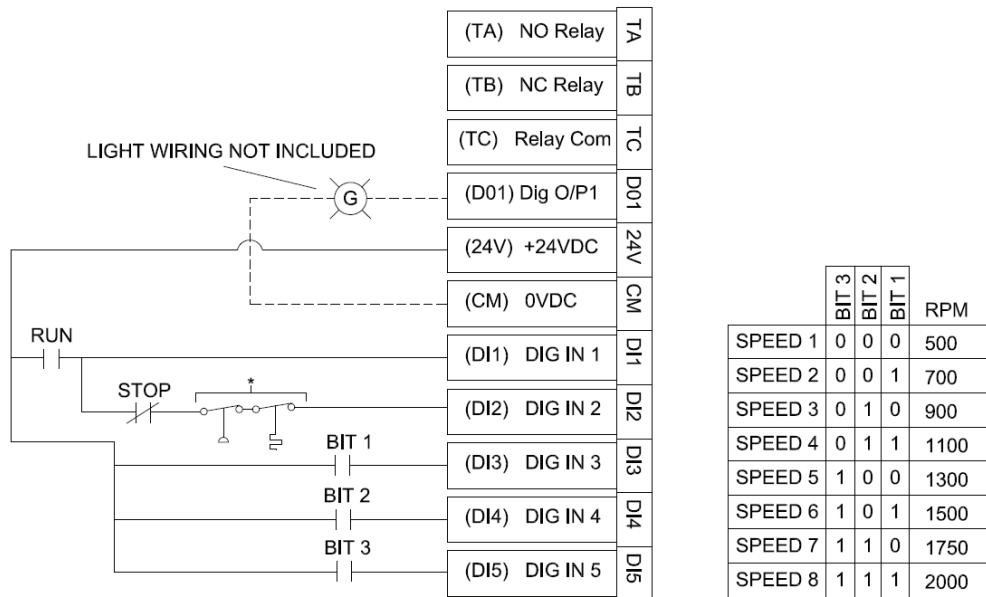 (TA) NO Relay TA
(TB) NC Relay TB
(TC) Relay Com TC
LIGHT WIRING NOT INCLUDED
G (D01) Dig O/P1 D01
(24V) +24VDC 24V
(CM) 0VDC CM
RUN
(DI1) DIG IN 1 DI1
STOP * (DI2) DIG IN 2 DI2
BIT 1
(DI3) DIG IN 3 DI3
BIT 2
(DI4) DIG IN 4 DI4
BIT 3
(DI5) DIG IN 5 DI5
BIT 3 BIT 2 BIT 1 RPM
SPEED 1 0 0 0 500
SPEED 2 0 0 1 700
SPEED 3 0 1 0 900
SPEED 4 0 1 1 1100
SPEED 5 1 0 0 1300
SPEED 6 1 0 1 1500
SPEED 7 1 1 0 1750
SPEED 8 1 1 1 2000